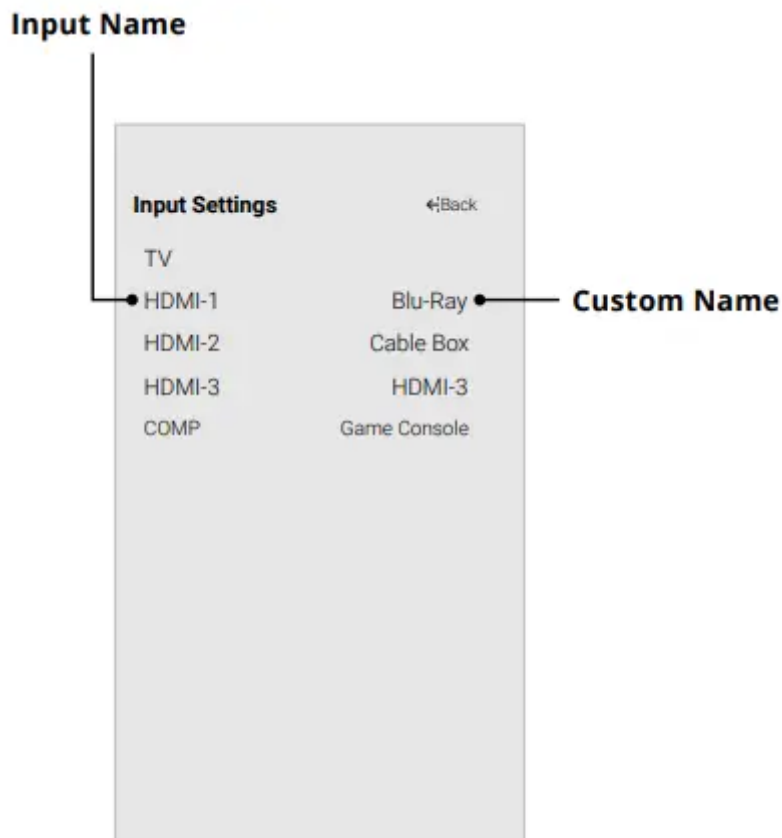 Input Name
Input Settings Back
TV
HDMI-1 Blu-Ray Custom Name
HDMI-2 Cable Box
HDMI-3 HDMI-3
COMP Game Console